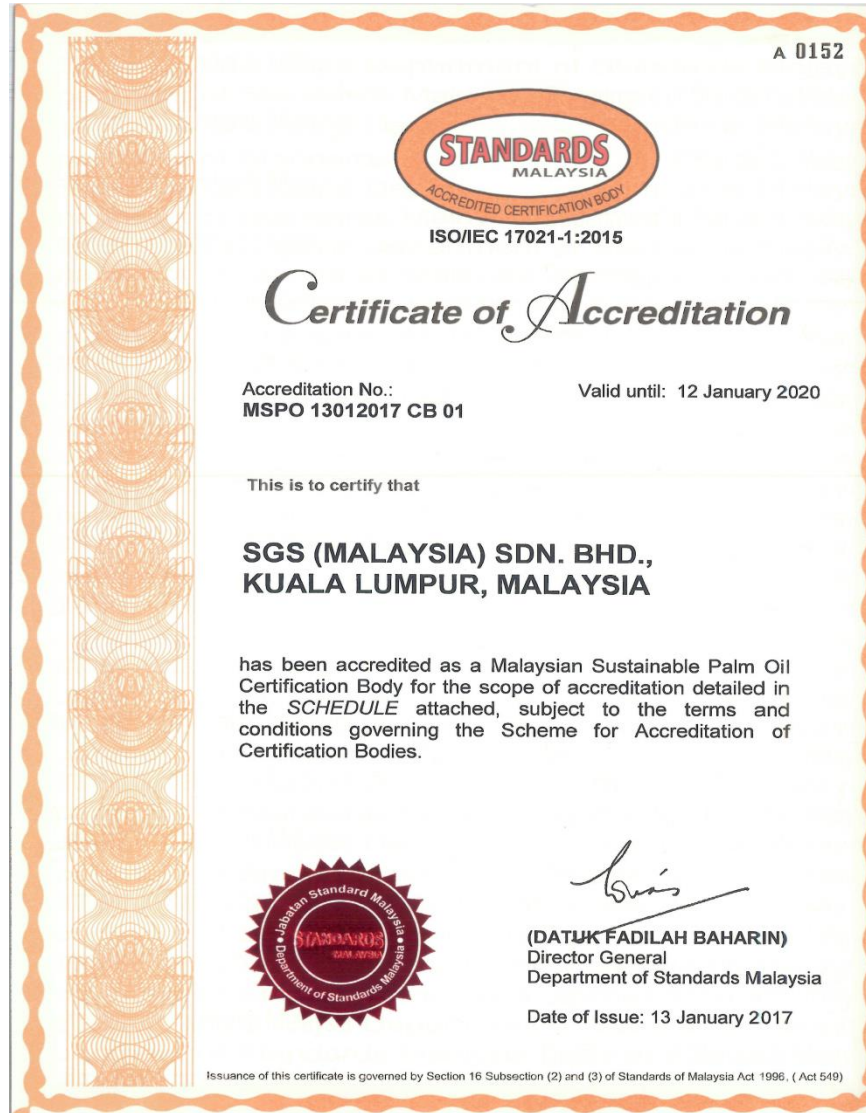 A 0152
STANDARDS
MALAYSIA
ACCREDITED CERTIFICATION BODY
ISO/IEC 17021-1:2015
Certificate of Accreditation
Accreditation No.:
MSPO 13012017 CB 01
Valid until: 12 January 2020
This is to certify that
SGS (MALAYSIA) SDN. BHD.,
KUALA LUMPUR, MALAYSIA
has been accredited as a Malaysian Sustainable Palm Oil
Certification Body for the scope of accreditation detailed in
the SCHEDULE attached, subject to the terms and
conditions governing the Scheme for Accreditation of
Certification Bodies.
Jabatan Standard Malaysia
STANDARDS
MALAYSIA
Department of Standards Malaysia
(DATUK FADILAH BAHARIN)
Director General
Department of Standards Malaysia
Date of Issue: 13 January 2017
Issuance of this certificate is governed by Section 16 Subsection (2) and (3) of Standards of Malaysia Act 1996, ( Act 549)